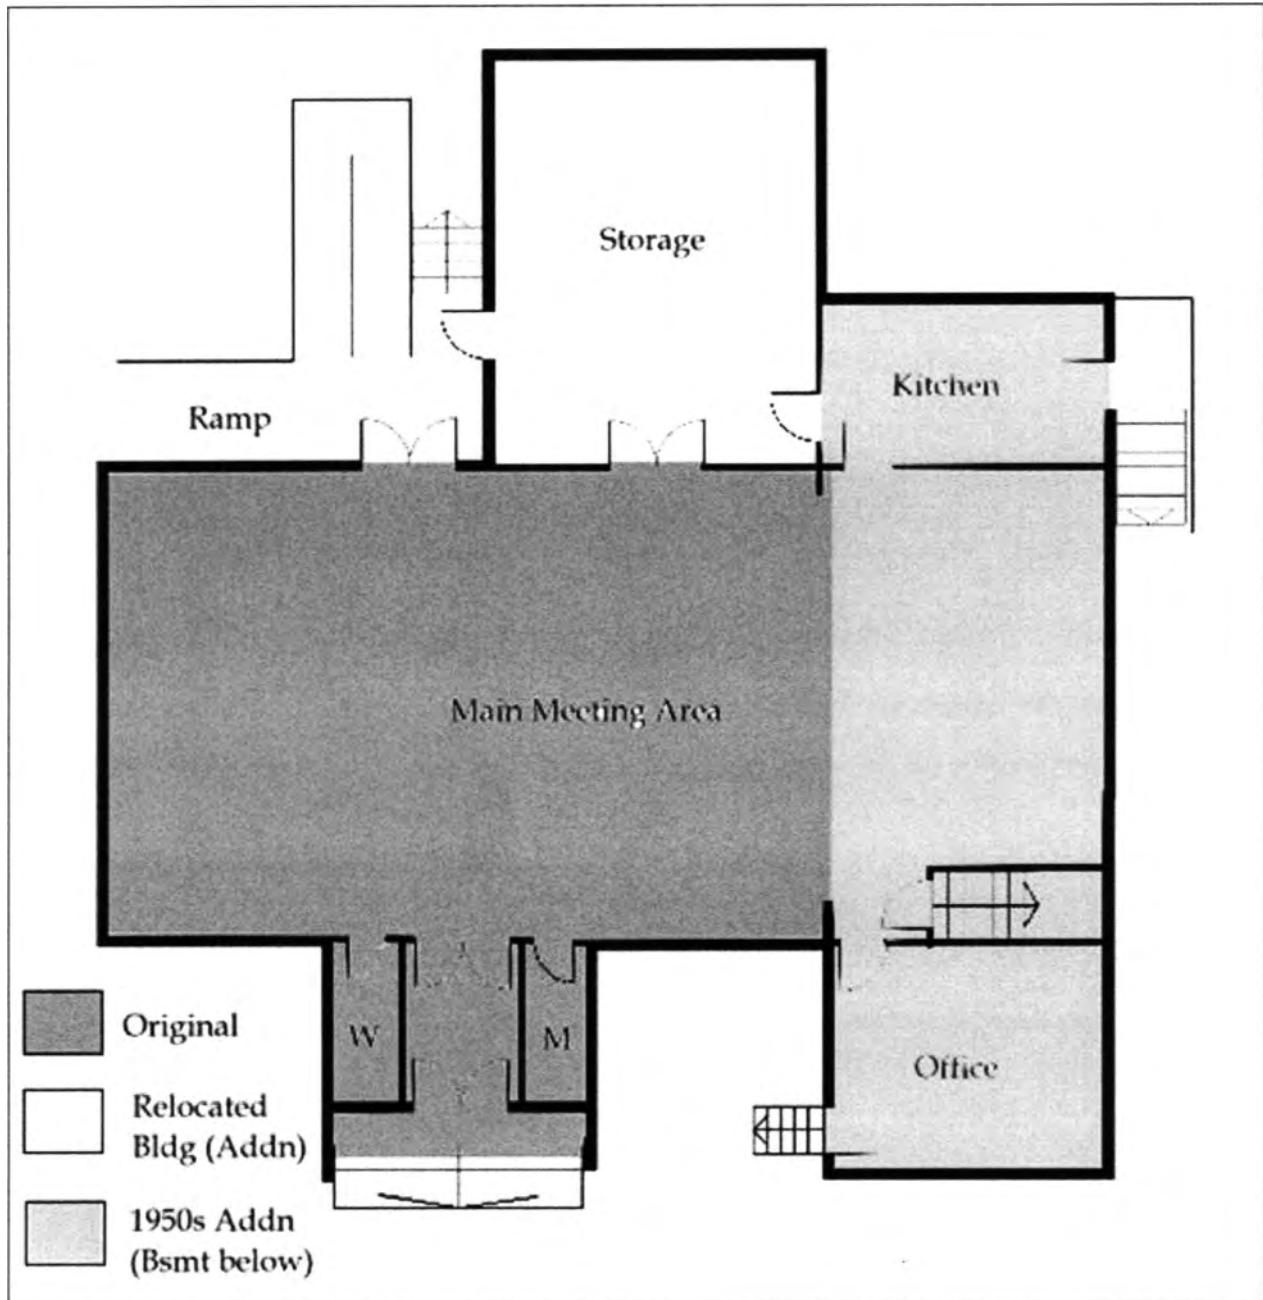 Storage
Kitchen
Ramp
Main Meeting Area
W
M
Office
Original
Relocated
Bldg (Addn)
1950s Addn
(Bsmt below)